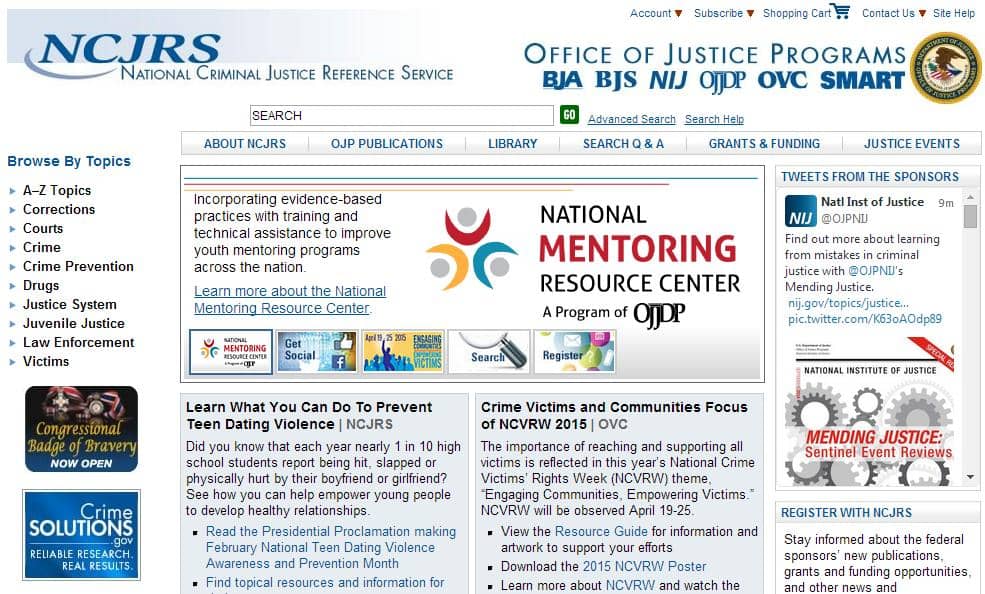 Account
Subscribe
Shopping Cart
Contact Us
Site Help
NCJRS
NATIONAL CRIMINAL JUSTICE REFERENCE SERVICE
OFFICE OF JUSTICE PROGRAMS
BJA BJS NIJ OJJDP OVC SMART
SEARCH
GO
Advanced Search
Search Help
ABOUT NCJRS
OJP PUBLICATIONS
LIBRARY
SEARCH Q & A
GRANTS & FUNDING
JUSTICE EVENTS
Browse By Topics
A–Z Topics
Corrections
Courts
Crime
Crime Prevention
Drugs
Justice System
Juvenile Justice
Law Enforcement
Victims
Congressional
Badge of Bravery
NOW OPEN
Crime
SOLUTIONS
.gov
RELIABLE RESEARCH.
REAL RESULTS.
Incorporating evidence-based
practices with training and
technical assistance to improve
youth mentoring programs
across the nation.
Learn more about the National
Mentoring Resource Center.
NATIONAL
MENTORING
RESOURCE CENTER
A Program of OJJDP
NATIONAL
MENTORING
RESOURCE CENTER
A Program of OJJDP
Get
Social
April 19-25 2015
ENGAGING
COMMUNITIES
EMPOWERING
VICTIMS
Search
Register
Learn What You Can Do To Prevent
Teen Dating Violence | NCJRS
Did you know that each year nearly 1 in 10 high
school students report being hit, slapped or
physically hurt by their boyfriend or girlfriend?
See how you can help empower young people
to develop healthy relationships.
Read the Presidential Proclamation making
February National Teen Dating Violence
Awareness and Prevention Month
Find topical resources and information for
Crime Victims and Communities Focus
of NCVRW 2015 | OVC
The importance of reaching and supporting all
victims is reflected in this year's National Crime
Victims' Rights Week (NCVRW) theme,
“Engaging Communities, Empowering Victims.”
NCVRW will be observed April 19-25.
View the Resource Guide for information and
artwork to support your efforts
Download the 2015 NCVRW Poster
Learn more about NCVRW and watch the
TWEETS FROM THE SPONSORS
Natl Inst of Justice 9m
NIJ
@OJPNIJ
Find out more about learning
from mistakes in criminal
justice with @OJPNIJ's
Mending Justice.
nij.gov/topics/justice...
pic.twitter.com/K63oAOdp89
NATIONAL INSTITUTE OF JUSTICE
MENDING JUSTICE:
Sentinel Event Reviews
REGISTER WITH NCJRS
Stay informed about the federal
sponsors' new publications,
grants and funding opportunities,
and other news and